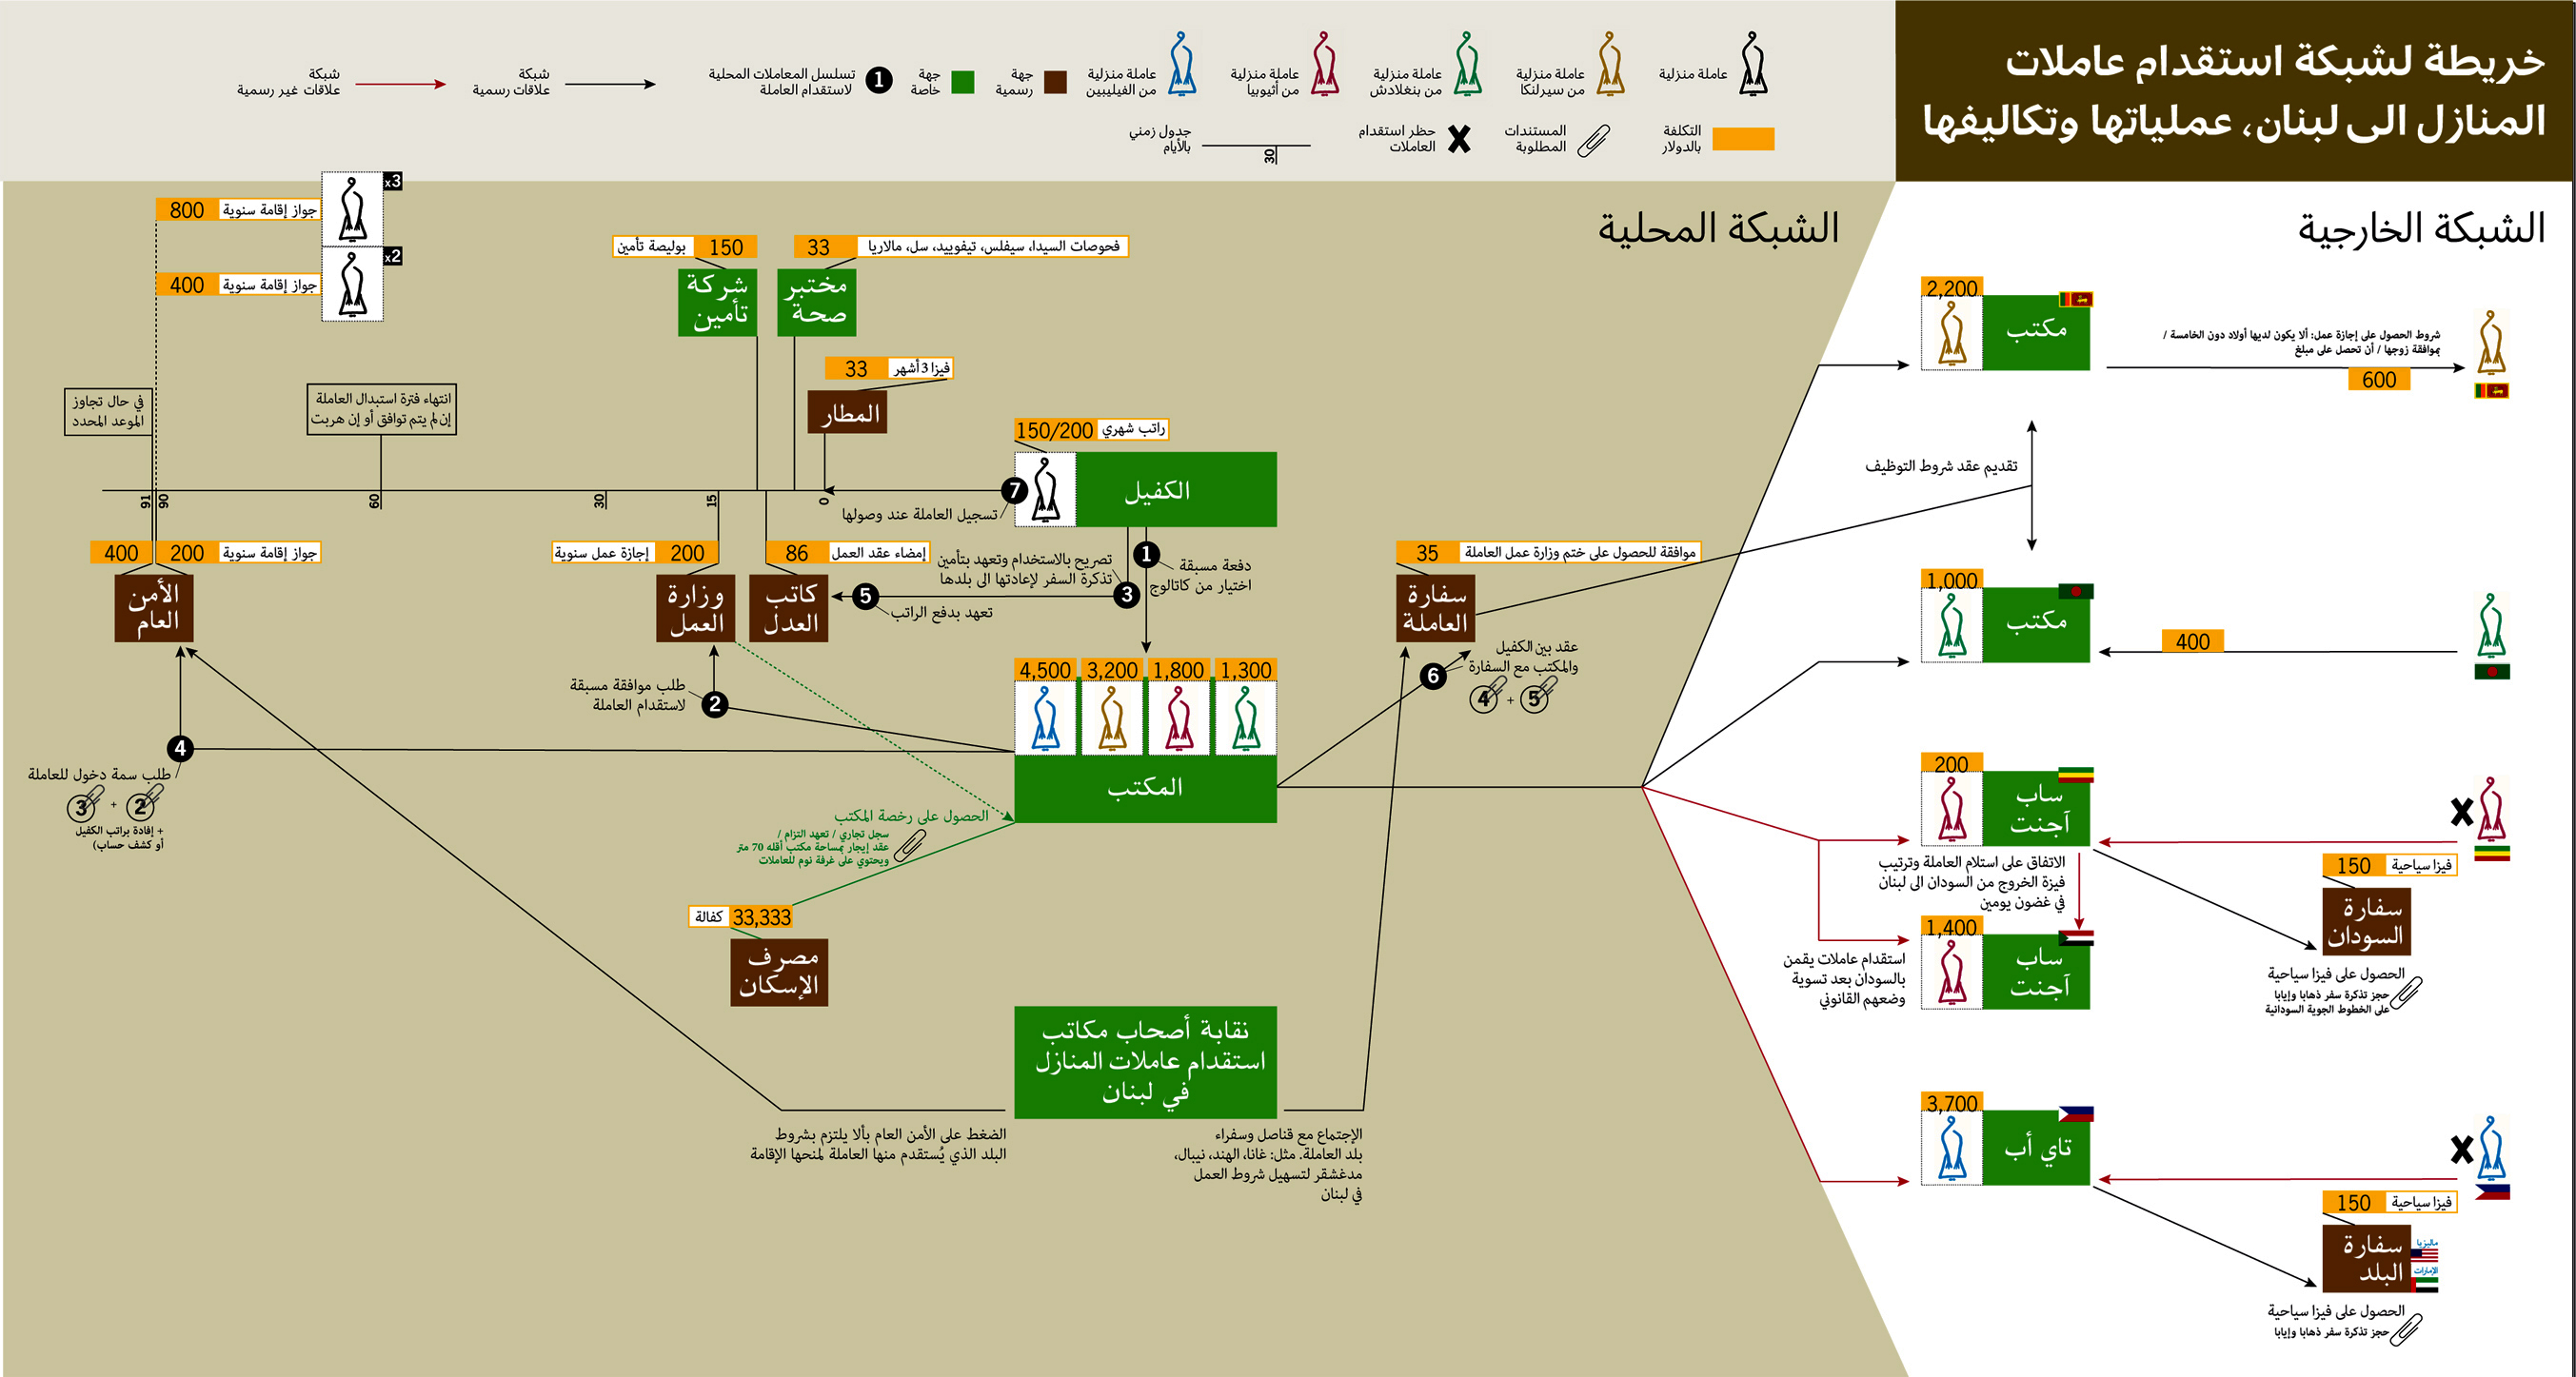 خريطة لشبكة استقدام عاملات
المنازل الى لبنان، عملياتها وتكاليفها
عاملة منزلية
عاملة منزلية
من سيرلنكا
عاملة منزلية
من بنغلادش
عاملة منزلية
من أثيوبيا
عاملة منزلية
من الفيليبين
جهة
رسمية
جهة
خاصة
1
تسلسل المعاملات المحلية
لاستقدام العاملة
شبكة
علاقات رسمية
شبكة
علاقات غير رسمية
التكلفة
بالدولار
المستندات
المطلوبة
حظر استقدام
العاملات
جدول زمني
بالأيام
30
الشبكة الخارجية
2,200
مكتب
شروط الحصول على إجازة عمل: ألا يكون لديها أولاد دون الخامسة /
بموافقة زوجها / أن تحصل على مبلغ
600
تقديم عقد شروط التوظيف
1,000
مكتب
400
200
ساب
آجنت
الاتفاق على استلام العاملة وترتيب
فيزة الخروج من السودان الى لبنان
في غضون يومين
فيزا سياحية 150
سفارة
السودان
الحصول على فيزا سياحية
حجز تذكرة سفر ذهابا وإيابا
على الخطوط الجوية السودانية
1,400
ساب
آجنت
استقدام عاملات يقمن
بالسودان بعد تسوية
وضعهم القانوني
3,700
تاي أب
فيزا سياحية 150
سفارة
البلد
ماليزيا
الإمارات
الحصول على فيزا سياحية
حجز تذكرة سفر ذهابا وإيابا
الشبكة المحلية
x3
جواز إقامة سنوية 800
x2
جواز إقامة سنوية 400
فحوصات السيدا، سيفلس، تيفوييد، سل، مالاريا 33
مختبر
صحة
150 بوليصة تأمين
شركة
تأمين
فيزا 3 أشهر 33
المطار
انتهاء فترة استبدال العاملة
إن لم يتم توافق أو إن هربت
في حال تجاوز
الموعد المحدد
راتب شهري 150/200
الكفيل
7
تسجيل العاملة عند وصولها
0
15
30
60
90
91
1
دفعة مسبقة
اختيار من كاتالوج
تصريح بالاستخدام وتعهد بتأمين
تذكرة السفر لإعادتها الى بلدها
3
5
تعهد بدفع الراتب
إمضاء عقد العمل 86
كاتب
العدل
200 إجازة عمل سنوية
وزارة
العمل
جواز إقامة سنوية 200
400
الأمن
العام
موافقة للحصول على ختم وزارة عمل العاملة 35
سفارة
العاملة
عقد بين الكفيل
والمكتب مع السفارة
6
5 + 4
1,300
1,800
3,200
4,500
المكتب
2
طلب موافقة مسبقة
لاستقدام العاملة
4
طلب سمة دخول للعاملة
2 + 3
+ إفادة براتب الكفيل
أو كشف حساب)
الحصول على رخصة المكتب
سجل تجاري / تعهد التزام /
عقد إيجار بمساحة مكتب أقله 70 متر
ويحتوي على غرفة نوم للعاملات
33,333 كفالة
مصرف
الإسكان
نقابة أصحاب مكاتب
استقدام عاملات المنازل
في لبنان
الإجتماع مع قناصل وسفراء
بلد العاملة. مثل: غانا، الهند، نيبال،
مدغشقر لتسهيل شروط العمل
في لبنان
الضغط على الأمن العام بألا يلتزم بشروط
البلد الذي يُستقدم منها العاملة لمنحها الإقامة